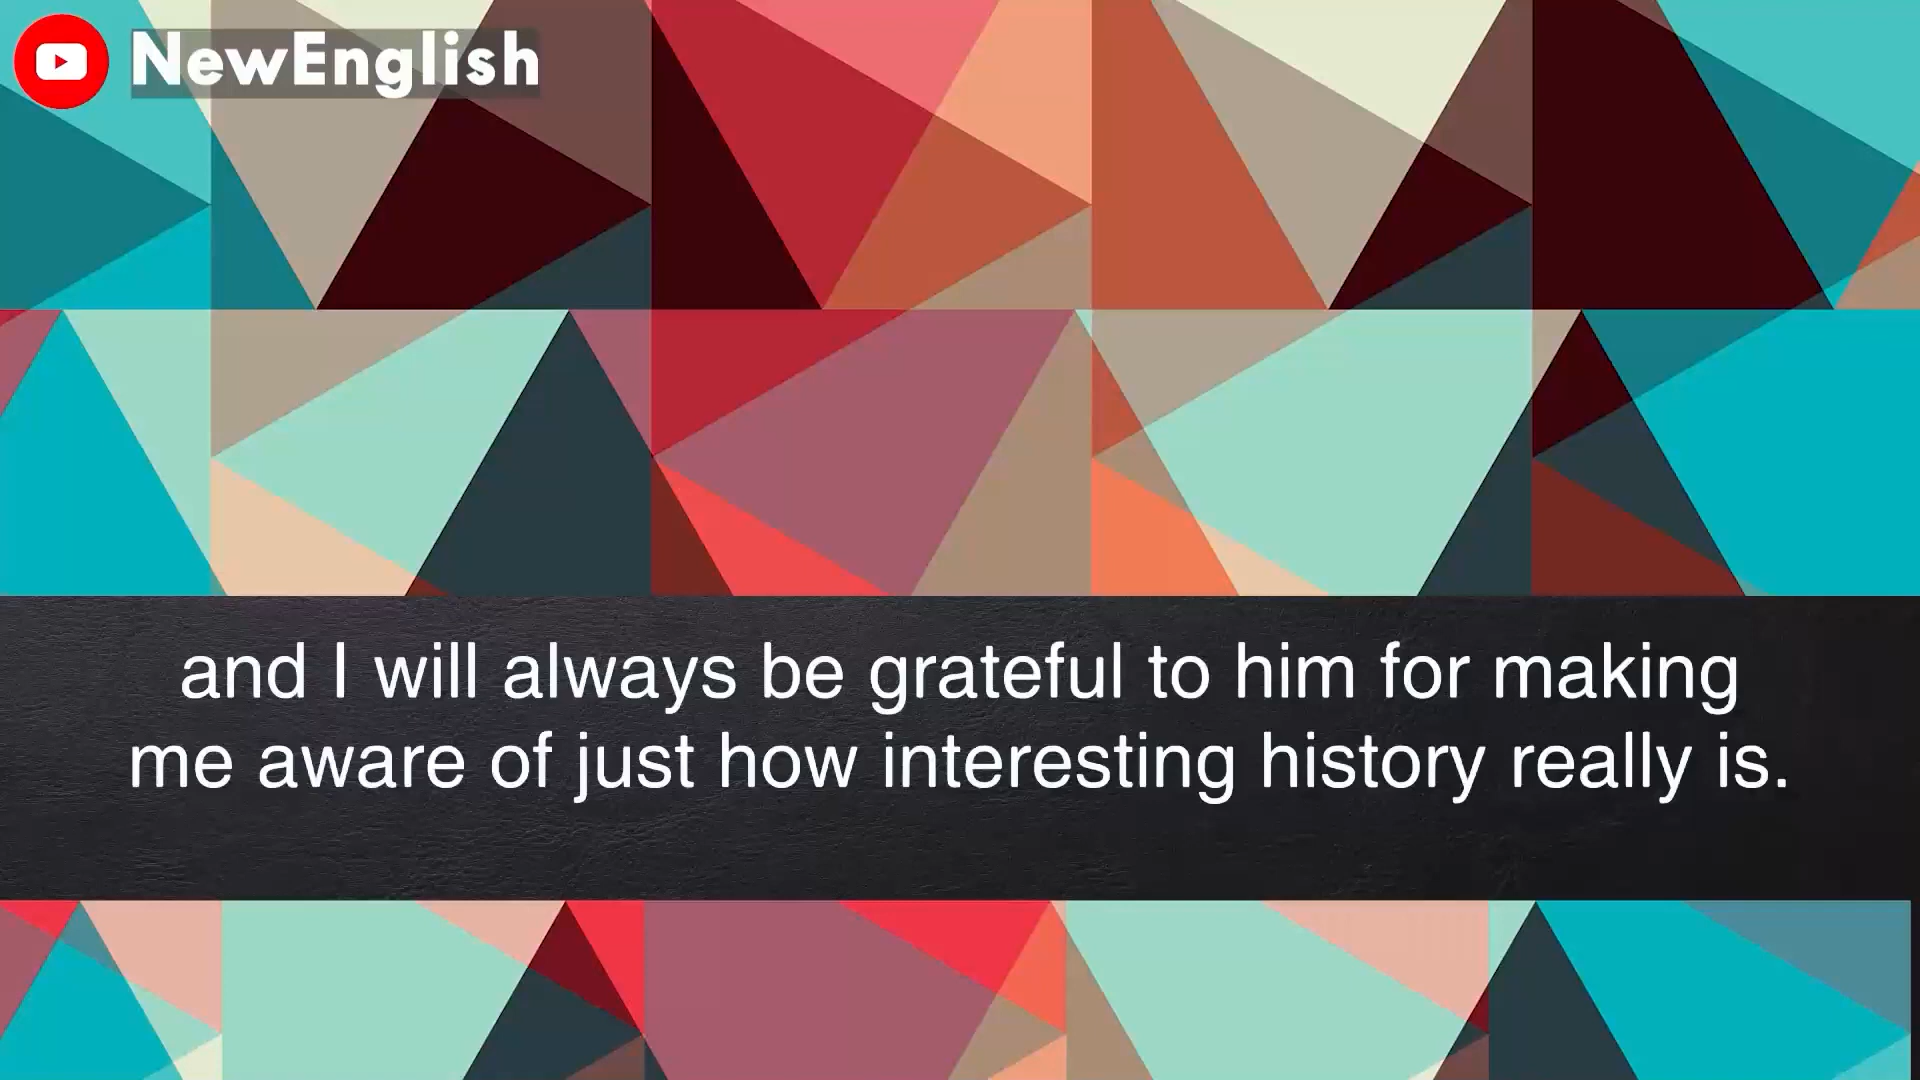 NewEnglish
and I will always be grateful to him for making
me aware of just how interesting history really is.